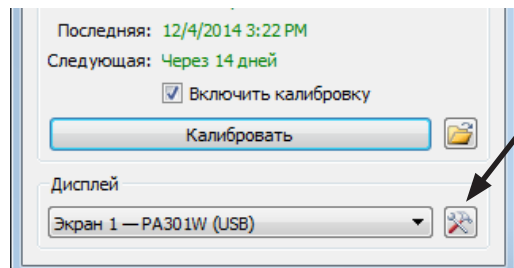 Последняя: 12/4/2014 3:22 PM
Следующая: Через 14 дней
Включить калибровку
Калибровать
Дисплей
Экран 1 — PA301W (USB)